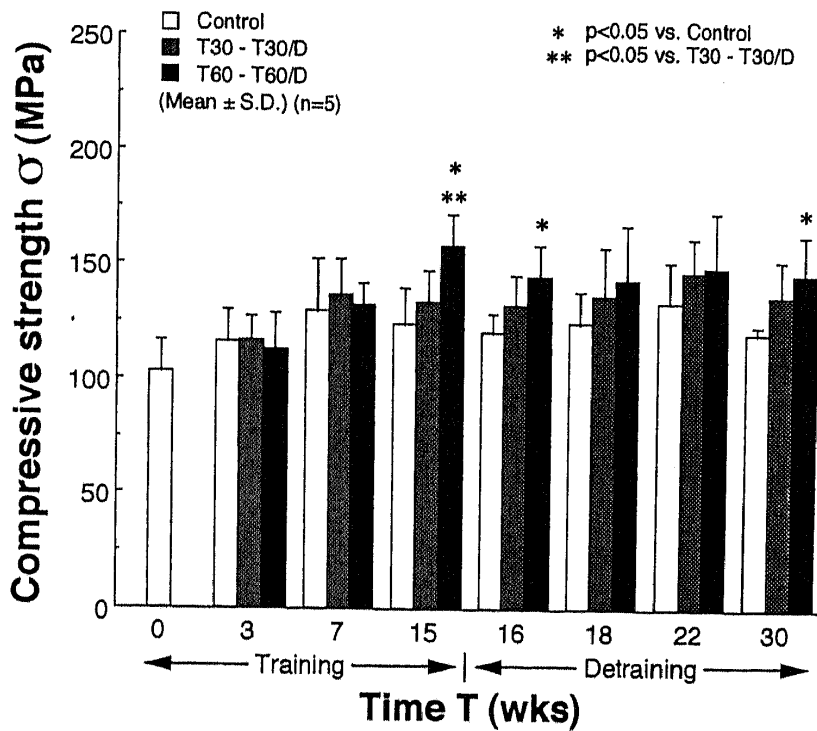 Compressive strength σ (MPa)
250
200
150
100
50
0
Control
T30 - T30/D
T60 - T60/D
(Mean ± S.D.) (n=5)
* p<0.05 vs. Control
** p<0.05 vs. T30 - T30/D
*
**
*
*
0 3 7 15 16 18 22 30
Training | Detraining
Time T (wks)